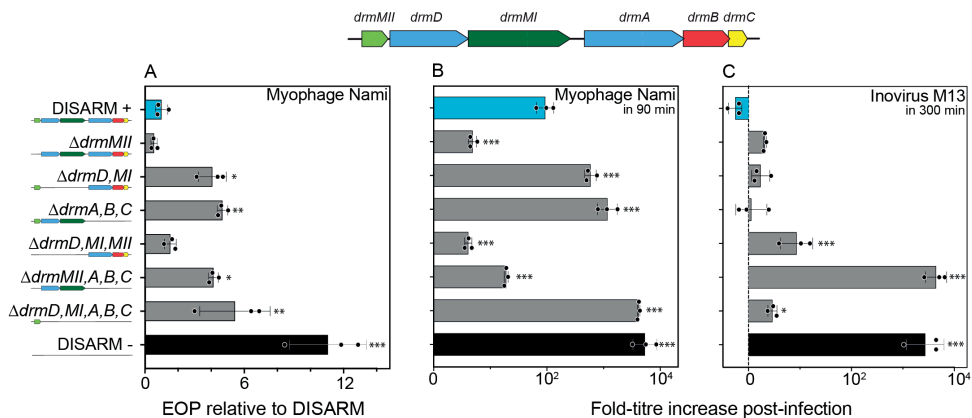 drmMII drmD drmMI drmA drmB drmC
A
Myophage Nami
B
Myophage Nami
in 90 min
C
Inovirus M13
in 300 min
DISARM +
ΔdrmMII
***
ΔdrmD,MI
*
***
ΔdrmA,B,C
**
***
ΔdrmD,MI,MII
***
***
ΔdrmMII,A,B,C
*
***
***
ΔdrmD,MI,A,B,C
**
***
*
DISARM -
***
***
***
0 6 12
0 10² 10⁴
0 10² 10⁴
EOP relative to DISARM
Fold-titre increase post-infection